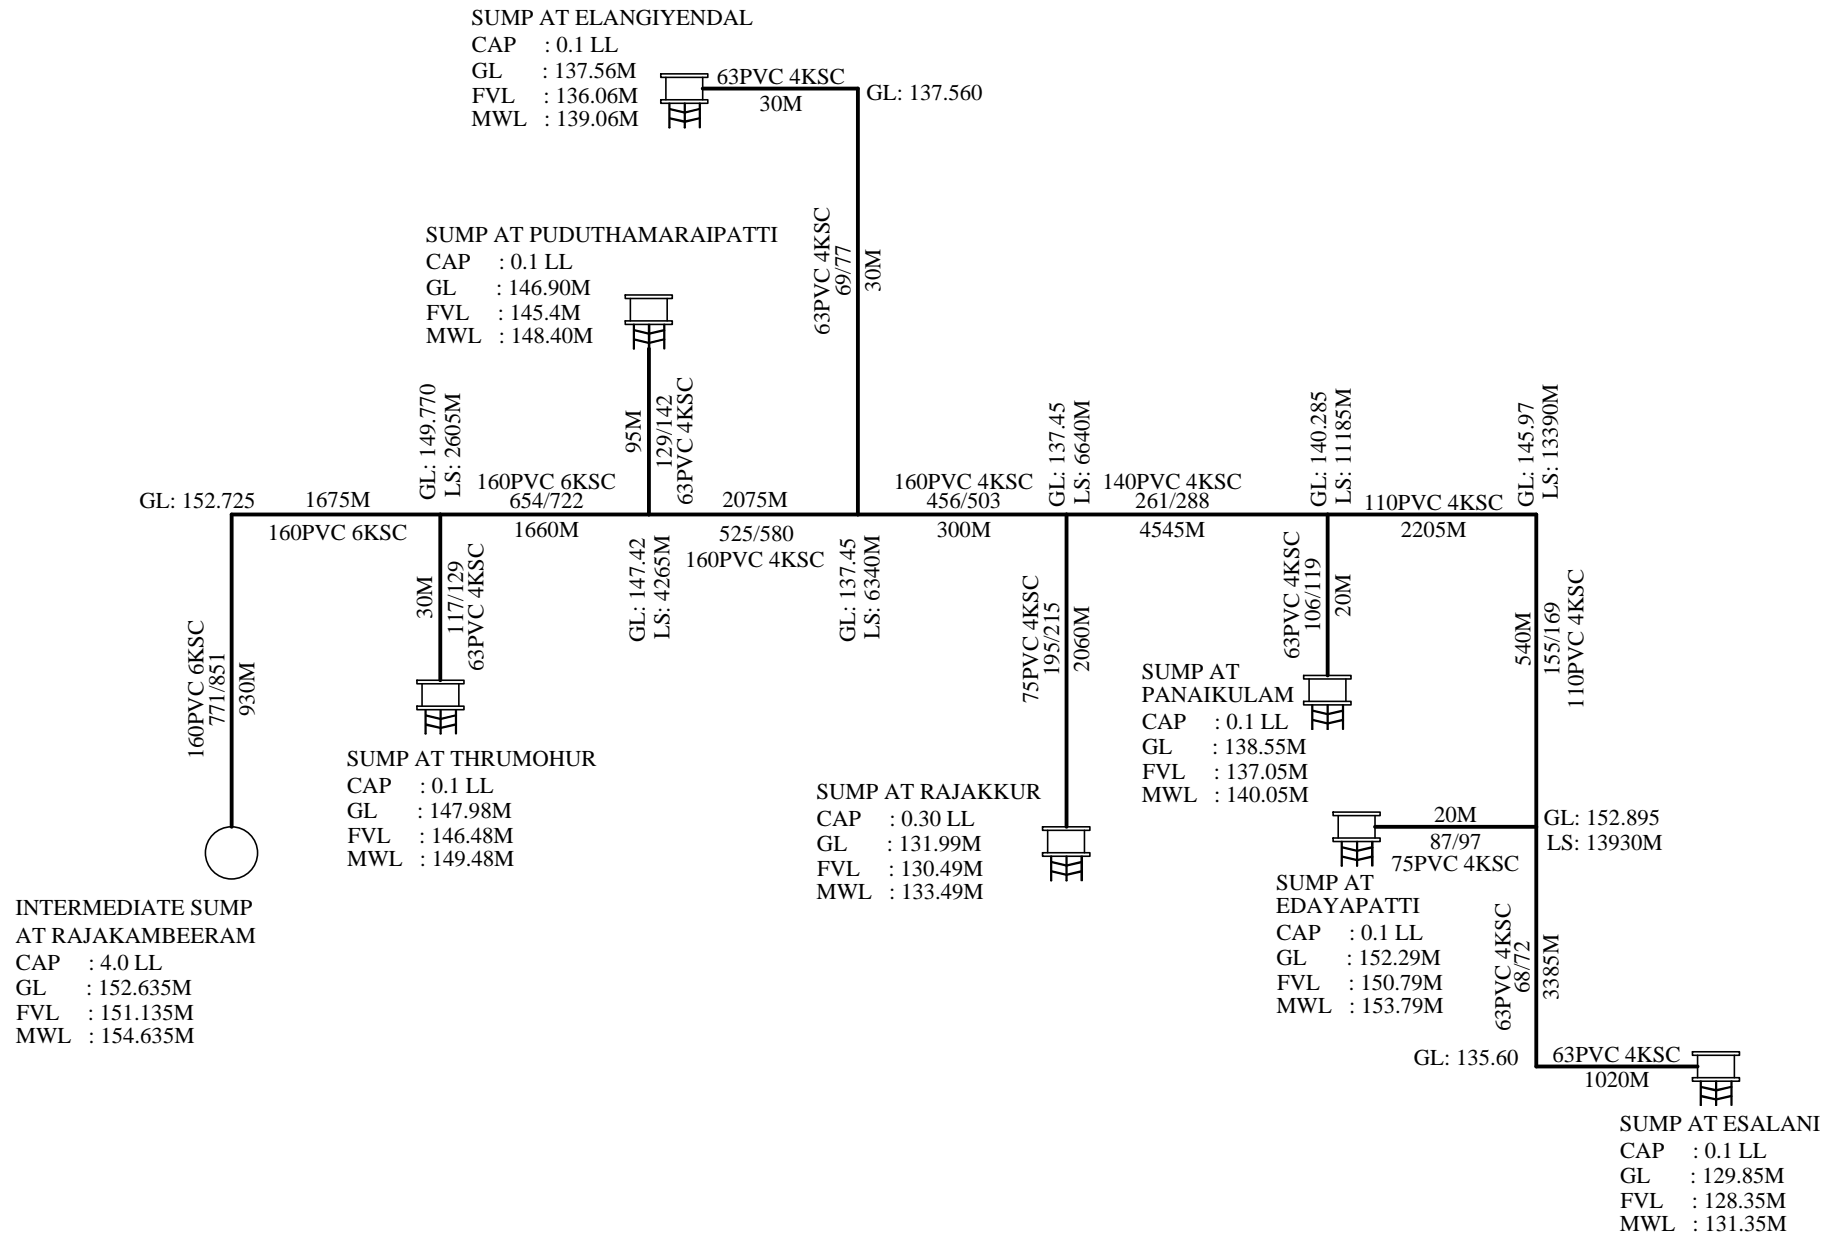 SUMP AT ELANGIYENDAL
CAP : 0.1 LL
GL : 137.56M
FVL : 136.06M
MWL : 139.06M
63PVC 4KSC
30M
GL: 137.560
63PVC 4KSC
69/77
30M
SUMP AT PUDUTHAMARAIPATTI
CAP : 0.1 LL
GL : 146.90M
FVL : 145.4M
MWL : 148.40M
95M
129/142
63PVC 4KSC
GL: 152.725
1675M
160PVC 6KSC
GL: 149.770
LS: 2605M
160PVC 6KSC
654/722
1660M
GL: 147.42
LS: 4265M
2075M
525/580
160PVC 4KSC
GL: 137.45
LS: 6340M
160PVC 4KSC
456/503
300M
GL: 137.45
LS: 6640M
140PVC 4KSC
261/288
4545M
GL: 140.285
LS: 11185M
110PVC 4KSC
2205M
GL: 145.97
LS: 13390M
160PVC 6KSC
771/851
930M
30M
117/129
63PVC 4KSC
75PVC 4KSC
195/215
2060M
63PVC 4KSC
106/119
20M
540M
155/169
110PVC 4KSC
SUMP AT THRUMOHUR
CAP : 0.1 LL
GL : 147.98M
FVL : 146.48M
MWL : 149.48M
SUMP AT RAJAKKUR
CAP : 0.30 LL
GL : 131.99M
FVL : 130.49M
MWL : 133.49M
SUMP AT
PANAIKULAM
CAP : 0.1 LL
GL : 138.55M
FVL : 137.05M
MWL : 140.05M
20M
87/97
75PVC 4KSC
GL: 152.895
LS: 13930M
SUMP AT
EDAYAPATTI
CAP : 0.1 LL
GL : 152.29M
FVL : 150.79M
MWL : 153.79M
63PVC 4KSC
68/72
3385M
INTERMEDIATE SUMP
AT RAJAKAMBEERAM
CAP : 4.0 LL
GL : 152.635M
FVL : 151.135M
MWL : 154.635M
GL: 135.60
63PVC 4KSC
1020M
SUMP AT ESALANI
CAP : 0.1 LL
GL : 129.85M
FVL : 128.35M
MWL : 131.35M